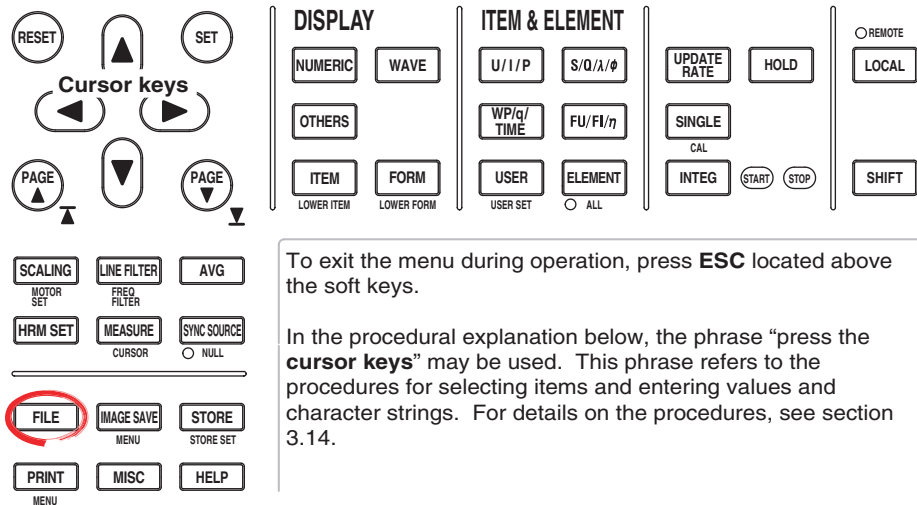 RESET
SET
Cursor keys
PAGE
PAGE
DISPLAY
NUMERIC
WAVE
OTHERS
ITEM
FORM
LOWER ITEM
LOWER FORM
ITEM & ELEMENT
U/I/P
S/Q/λ/ø
WP/q/
TIME
FU/FI/η
USER
ELEMENT
USER SET
ALL
UPDATE
RATE
HOLD
SINGLE
CAL
INTEG
START
STOP
REMOTE
LOCAL
SHIFT
SCALING
LINE FILTER
AVG
MOTOR
SET
FREQ
FILTER
HRM SET
MEASURE
SYNC SOURCE
CURSOR
NULL
FILE
IMAGE SAVE
STORE
MENU
STORE SET
PRINT
MISC
HELP
MENU
To exit the menu during operation, press ESC located above
the soft keys.
In the procedural explanation below, the phrase “press the
cursor keys” may be used. This phrase refers to the
procedures for selecting items and entering values and
character strings. For details on the procedures, see section
3.14.